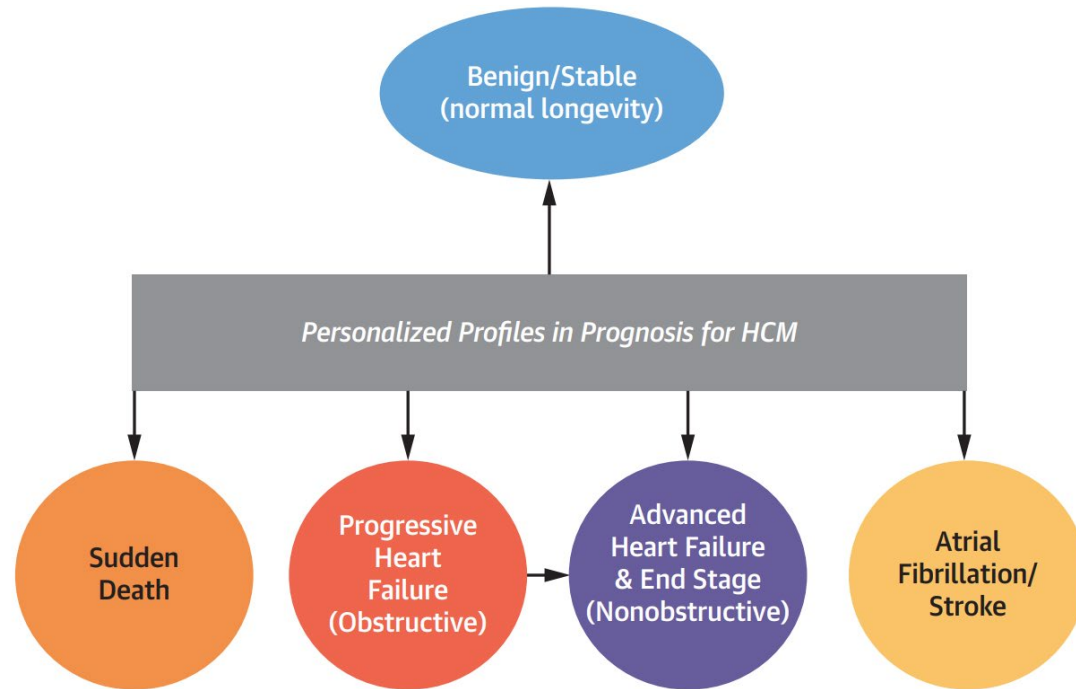 Benign/Stable
(normal longevity)
Personalized Profiles in Prognosis for HCM
Sudden
Death
Progressive
Heart
Failure
(Obstructive)
Advanced
Heart Failure
& End Stage
(Nonobstructive)
Atrial
Fibrillation/
Stroke